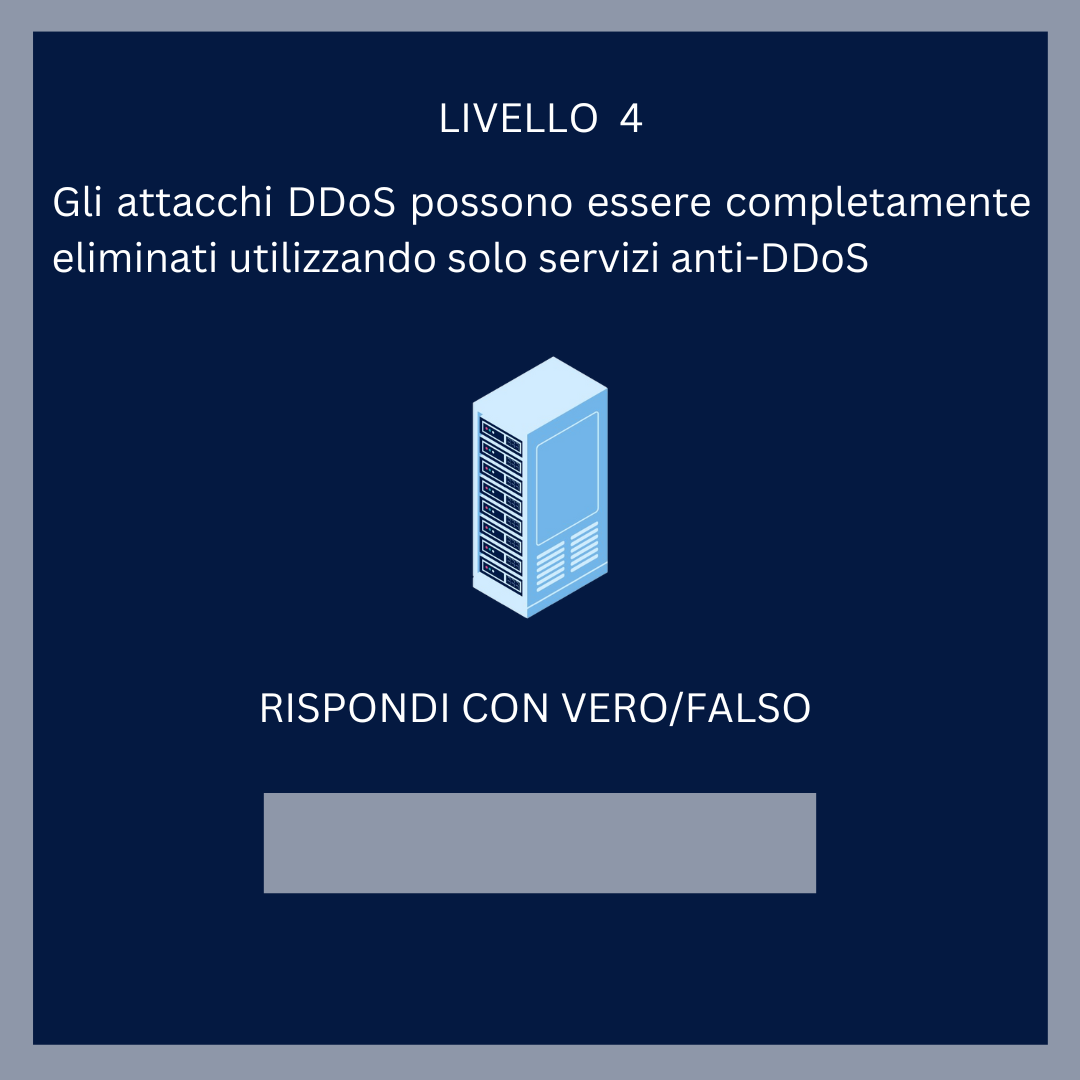 LIVELLO 4
Gli attacchi DDoS possono essere completamente
eliminati utilizzando solo servizi anti-DDoS
RISPONDI CON VERO/FALSO